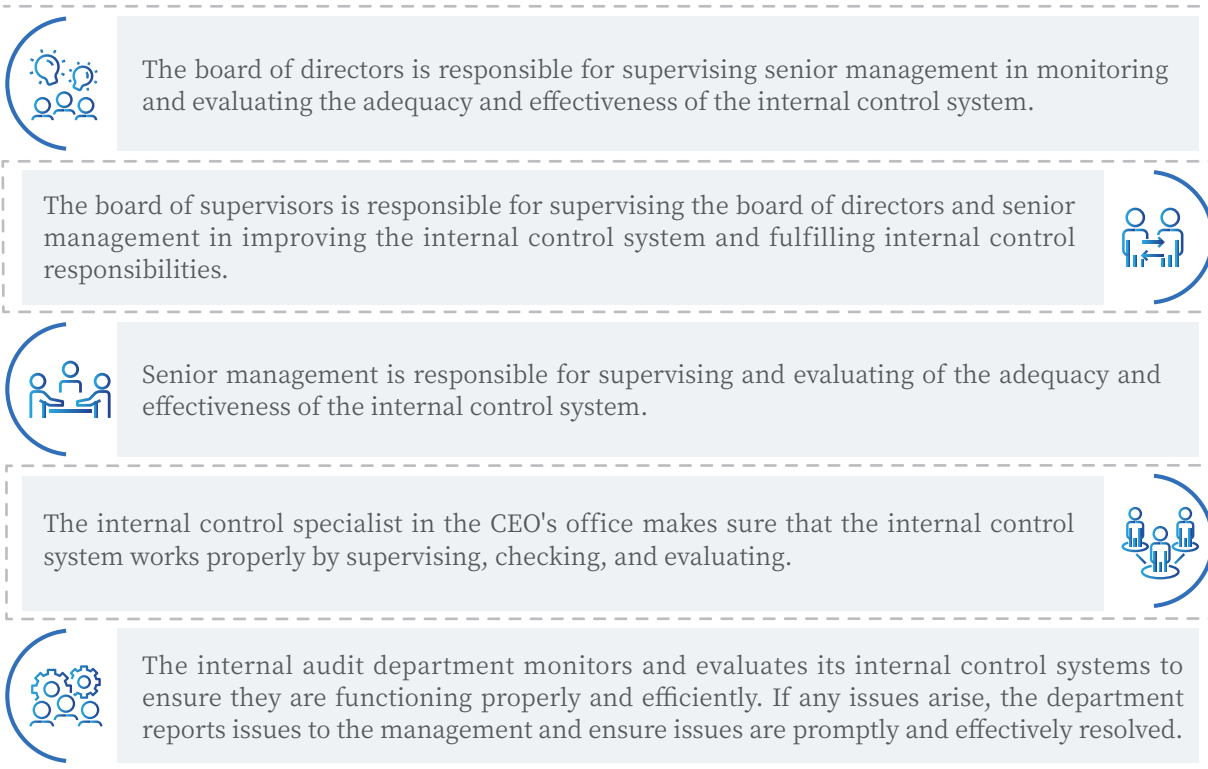 The board of directors is responsible for supervising senior management in monitoring
and evaluating the adequacy and effectiveness of the internal control system.
The board of supervisors is responsible for supervising the board of directors and senior
management in improving the internal control system and fulfilling internal control
responsibilities.
Senior management is responsible for supervising and evaluating of the adequacy and
effectiveness of the internal control system.
The internal control specialist in the CEO's office makes sure that the internal control
system works properly by supervising, checking, and evaluating.
The internal audit department monitors and evaluates its internal control systems to
ensure they are functioning properly and efficiently. If any issues arise, the department
reports issues to the management and ensure issues are promptly and effectively resolved.